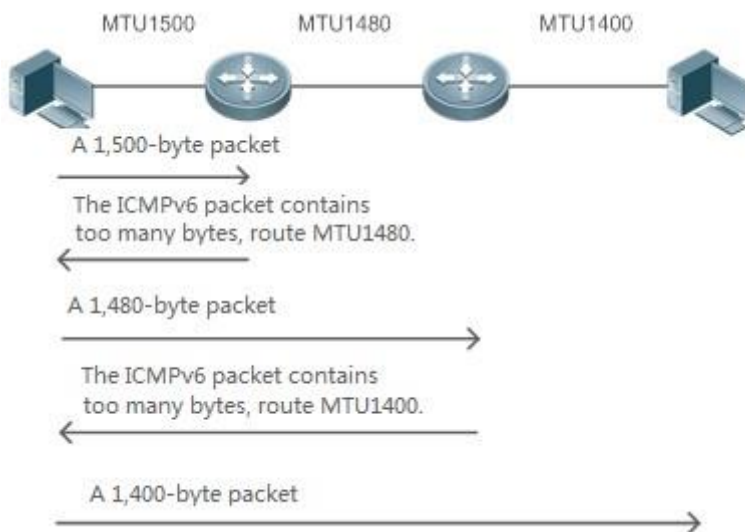 MTU1500 MTU1480 MTU1400
A 1,500-byte packet
The ICMPv6 packet contains
too many bytes, route MTU1480.
A 1,480-byte packet
The ICMPv6 packet contains
too many bytes, route MTU1400.
A 1,400-byte packet